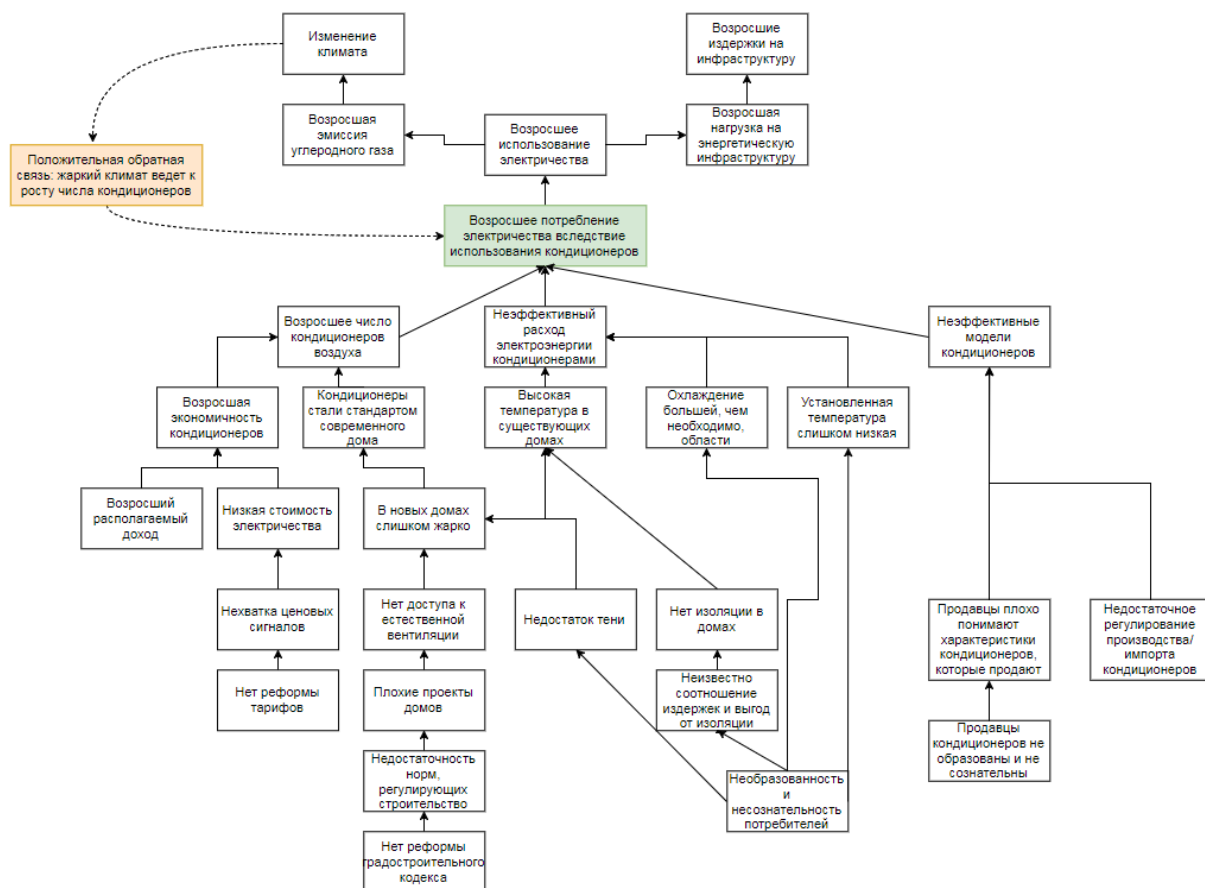 Изменение
климата
Возросшие
издержки на
инфраструктуру
Возросшая
эмиссия
углеродного газа
Возросшее
использование
электричества
Возросшая
нагрузка на
энергетическую
инфраструктуру
Положительная обратная
связь: жаркий климат ведет к
росту числа кондиционеров
Возросшее потребление
электричества вследствие
использования кондиционеров
Возросшее число
кондиционеров
воздуха
Неэффективный
расход
электроэнергии
кондиционерами
Неэффективные
модели
кондиционеров
Возросшая
экономичность
кондиционеров
Кондиционеры
стали стандартом
современного
дома
Высокая
температура в
существующих
домах
Охлаждение
большей, чем
необходимо,
области
Установленная
температура
слишком низкая
Возросший
располагаемый
доход
Низкая стоимость
электричества
В новых домах
слишком жарко
Нехватка ценовых
сигналов
Нет доступа к
естественной
вентиляции
Недостаток тени
Нет изоляции в
домах
Продавцы плохо
понимают
характеристики
кондиционеров,
которые продают
Недостаточное
регулирование
производства/
импорта
кондиционеров
Нет реформы
тарифов
Плохие проекты
домов
Неизвестно
соотношение
издержек и выгод
от изоляции
Продавцы
кондиционеров не
образованы и не
сознательны
Недостаточность
норм,
регулирующих
строительство
Необразованность
и
несознательность
потребителей
Нет реформы
градостроительного
кодекса